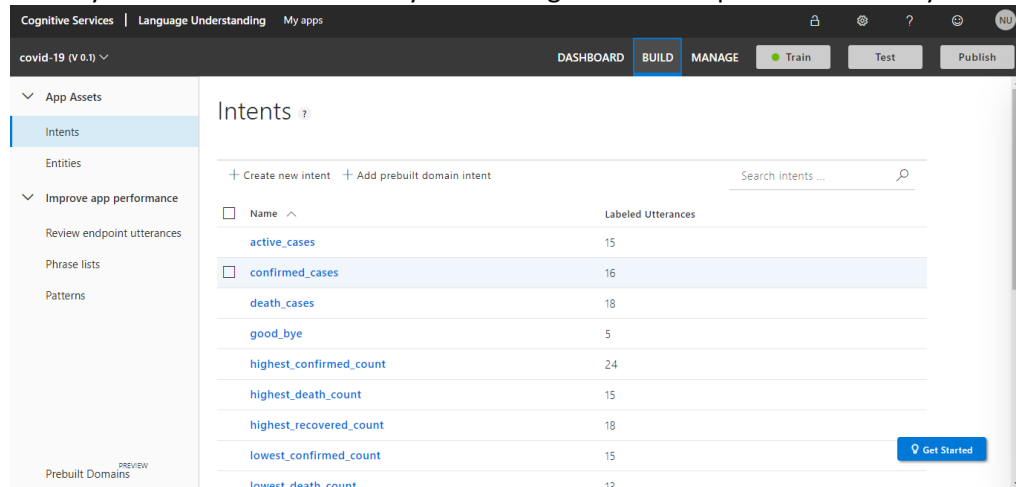 Cognitive Services | Language Understanding My apps ? NU
covid-19 (V 0.1) DASHBOARD BUILD MANAGE Train Test Publish
App Assets
Intents
Entities
Improve app performance
Review endpoint utterances
Phrase lists
Patterns
Prebuilt Domains PREVIEW
Intents ?
+ Create new intent + Add prebuilt domain intent Search intents ...
Name Labeled Utterances
active_cases 15
confirmed_cases 16
death_cases 18
good_bye 5
highest_confirmed_count 24
highest_death_count 15
highest_recovered_count 18
lowest_confirmed_count 15
lowest_death_count
Get Started